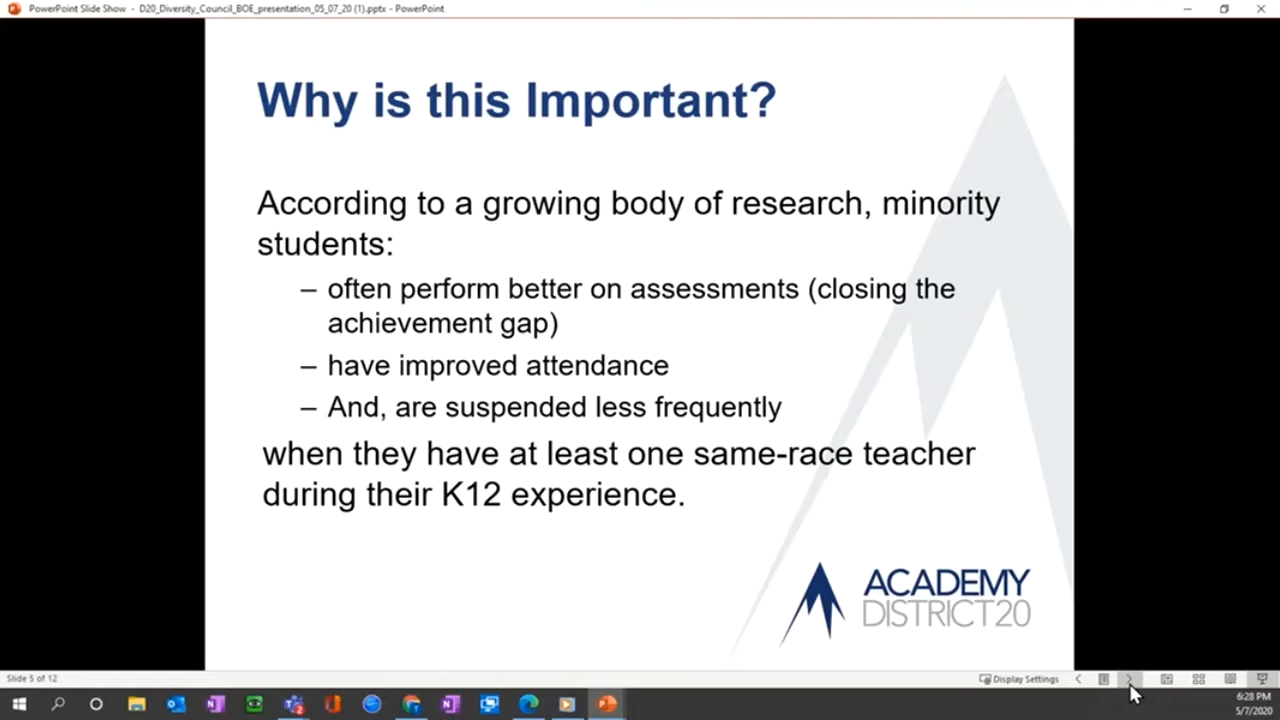 PowerPoint Slide Show - D20_Diversity_Council_BOE_presentation_05_07_20 (1).pptx - PowerPoint
Why is this Important?
According to a growing body of research, minority
students:
– often perform better on assessments (closing the
achievement gap)
– have improved attendance
– And, are suspended less frequently
when they have at least one same-race teacher
during their K12 experience.
ACADEMY
DISTRICT20
Slide 5 of 12
Display Settings
6:28 PM
5/7/2020